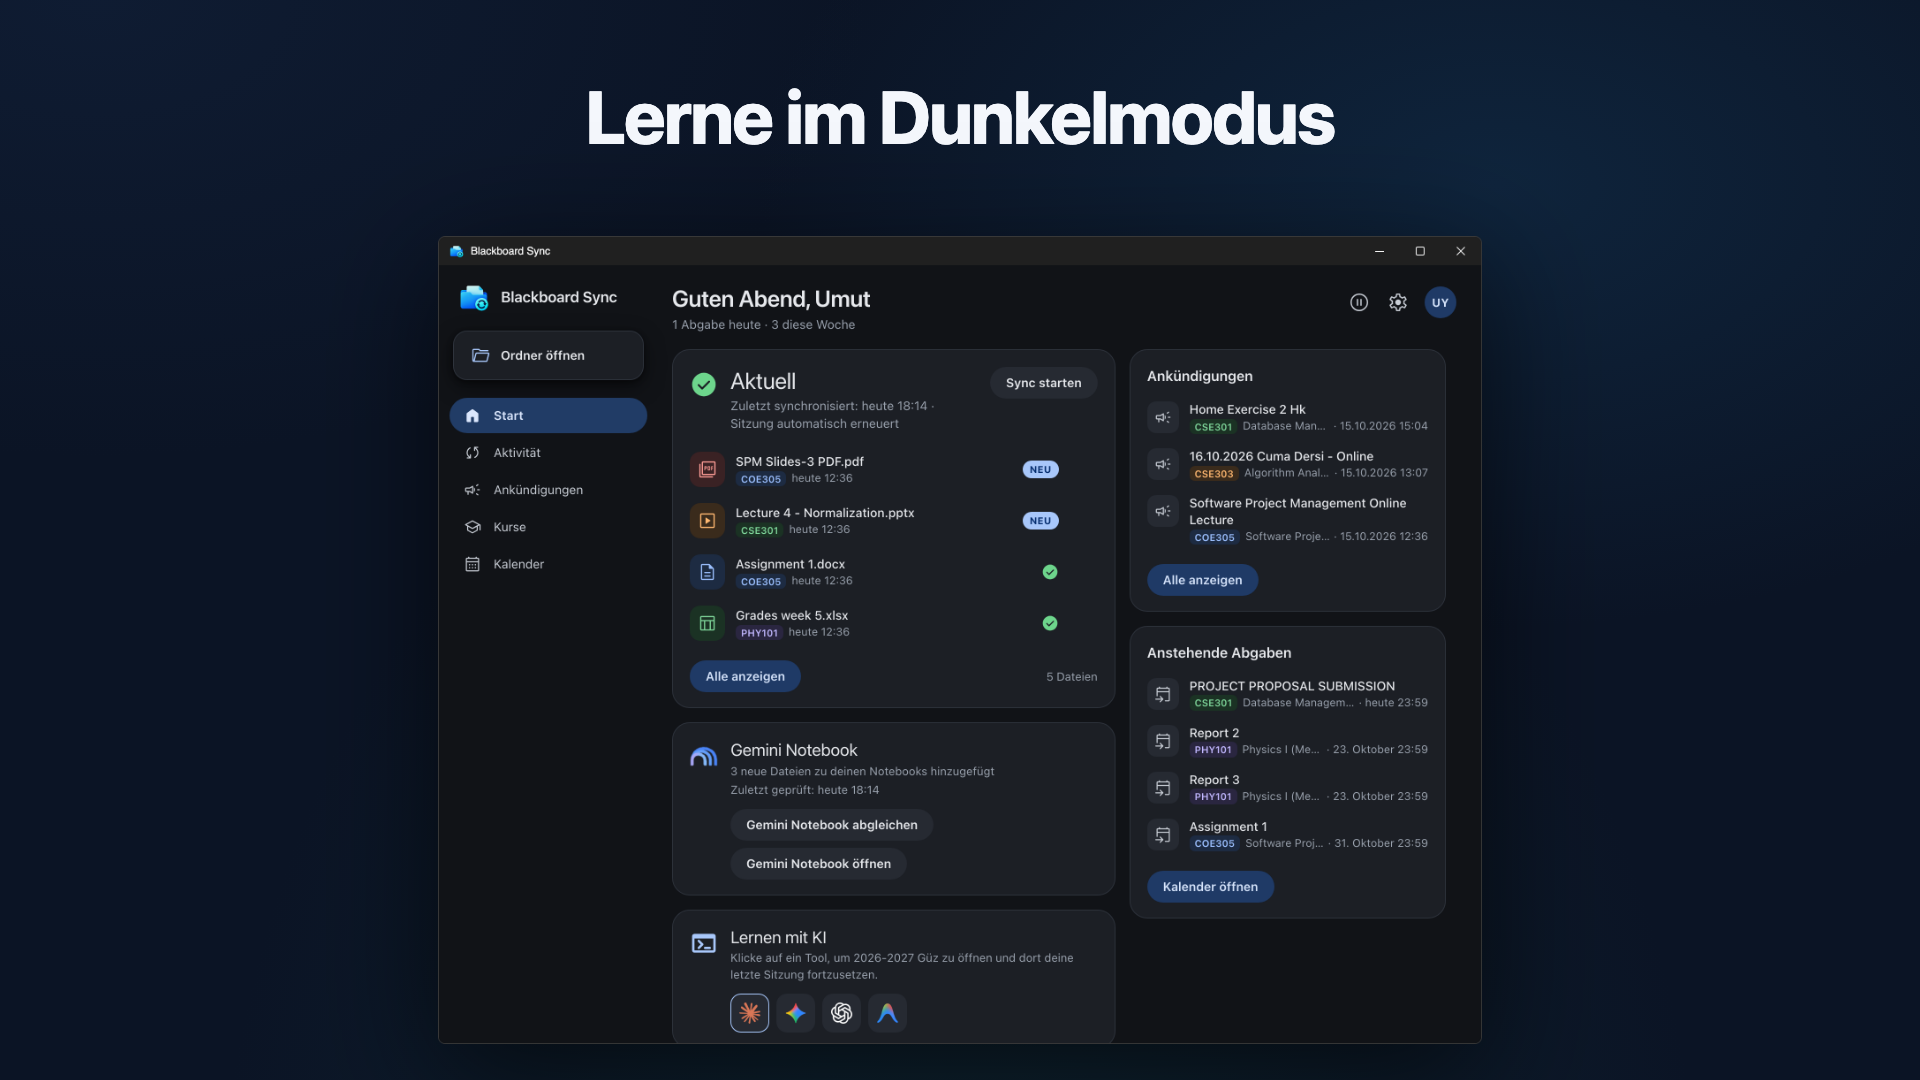 Lerne im Dunkelmodus
Blackboard Sync
Blackboard Sync
Ordner öffnen
Start
Aktivität
Ankündigungen
Kurse
Kalender
Guten Abend, Umut
1 Abgabe heute · 3 diese Woche
UY
Aktuell
Sync starten
Zuletzt synchronisiert: heute 18:14 ·
Sitzung automatisch erneuert
PDF
SPM Slides-3 PDF.pdf
COE305 heute 12:36
NEU
Lecture 4 - Normalization.pptx
CSE301 heute 12:36
NEU
Assignment 1.docx
COE305 heute 12:36
Grades week 5.xlsx
PHY101 heute 12:36
Alle anzeigen
5 Dateien
Gemini Notebook
3 neue Dateien zu deinen Notebooks hinzugefügt
Zuletzt geprüft: heute 18:14
Gemini Notebook abgleichen
Gemini Notebook öffnen
Lernen mit KI
Klicke auf ein Tool, um 2026-2027 Güz zu öffnen und dort deine
letzte Sitzung fortzusetzen.
Ankündigungen
Home Exercise 2 Hk
CSE301 Database Man... · 15.10.2026 15:04
16.10.2026 Cuma Dersi - Online
CSE303 Algorithm Anal... · 15.10.2026 13:07
Software Project Management Online
Lecture
COE305 Software Proje... · 15.10.2026 12:36
Alle anzeigen
Anstehende Abgaben
PROJECT PROPOSAL SUBMISSION
CSE301 Database Managem... · heute 23:59
Report 2
PHY101 Physics I (Me... · 23. Oktober 23:59
Report 3
PHY101 Physics I (Me... · 23. Oktober 23:59
Assignment 1
COE305 Software Proj... · 31. Oktober 23:59
Kalender öffnen